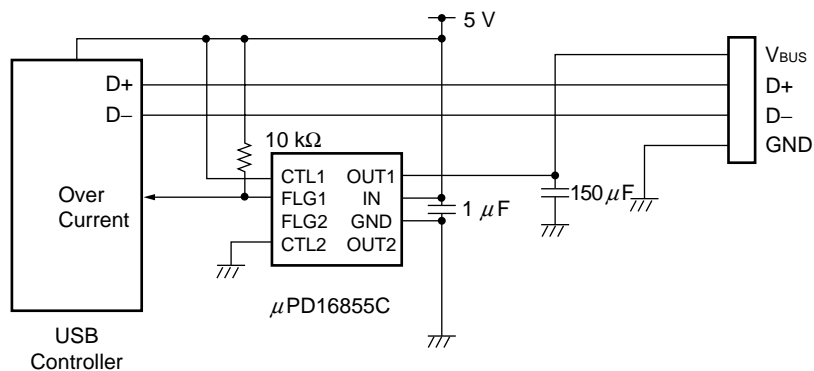 5 V
VBUS
D+
D+
D−
D−
GND
10 kΩ
CTL1 OUT1
Over
Current
FLG1 IN
150 μF
1 μF
FLG2 GND
CTL2 OUT2
μPD16855C
USB
Controller